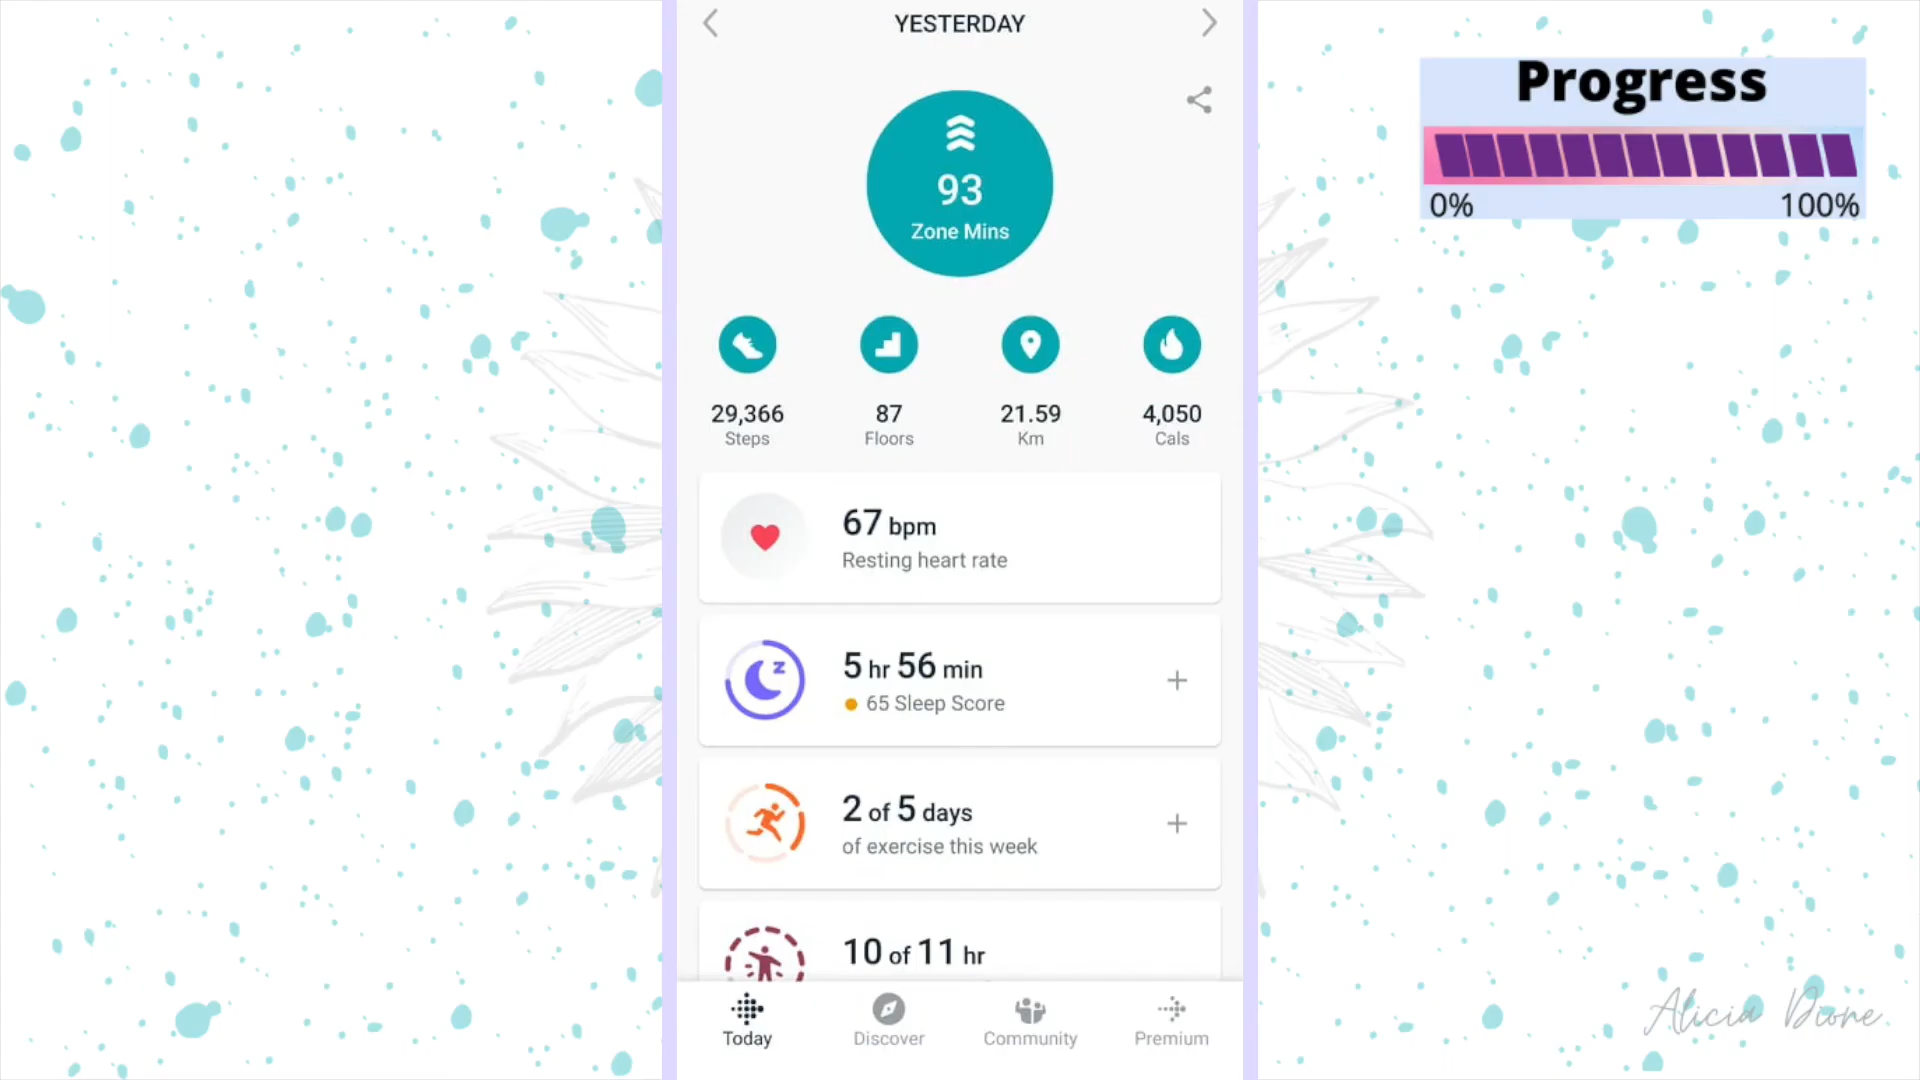 YESTERDAY
93
Zone Mins
29,366
Steps
87
Floors
21.59
Km
4,050
Cals
67 bpm
Resting heart rate
z
5 hr 56 min
65 Sleep Score
2 of 5 days
of exercise this week
10 of 11 hr
Today
Discover
Community
Premium
Progress
0% 100%
Alicia Dione